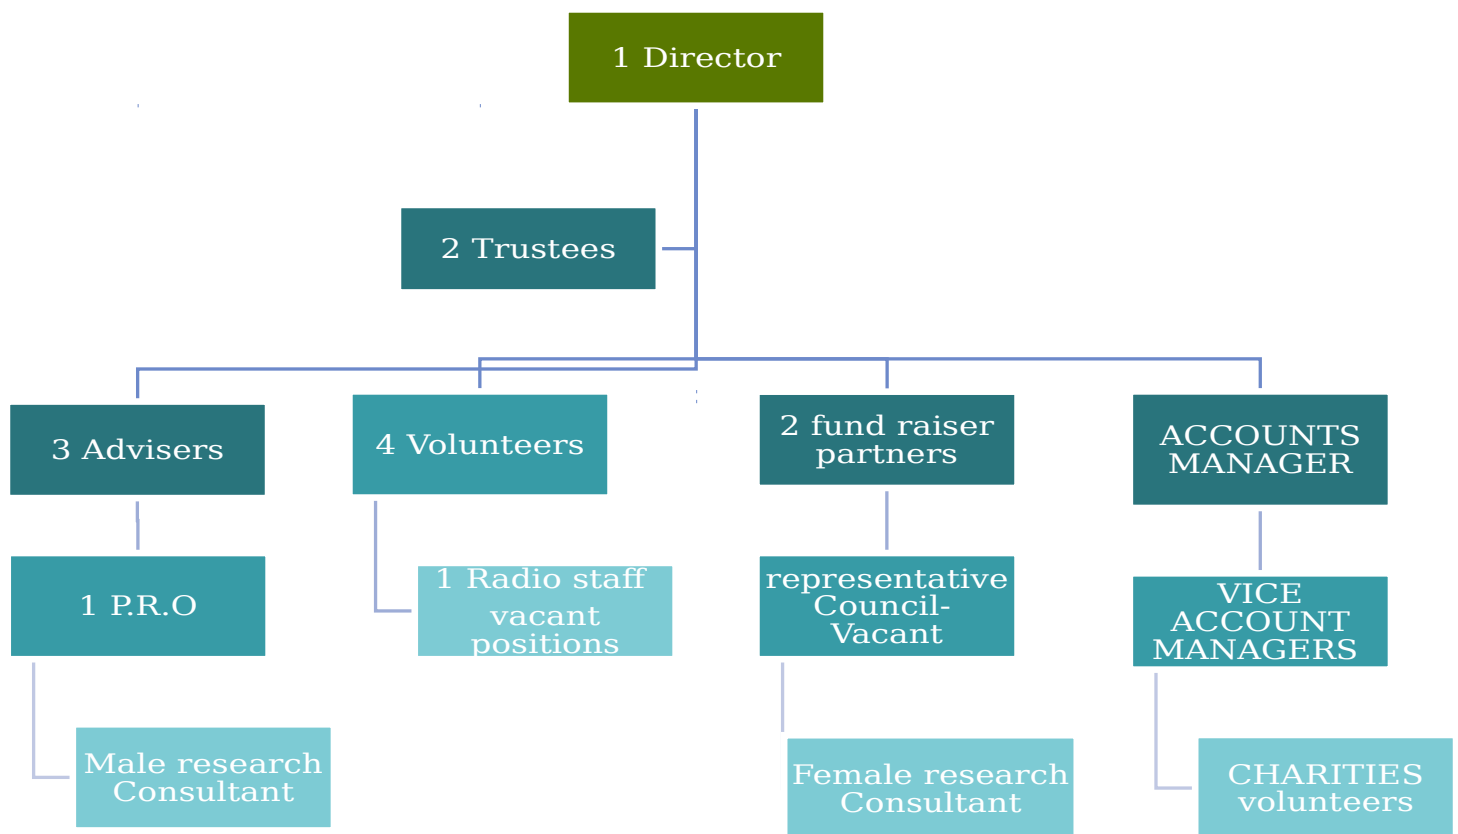 1 Director
2 Trustees
3 Advisers
4 Volunteers
2 fund raiser
partners
ACCOUNTS
MANAGER
1 P.R.O
1 Radio staff
vacant
positions
representative
Council-
Vacant
VICE
ACCOUNT
MANAGERS
Male research
Consultant
Female research
Consultant
CHARITIES
volunteers